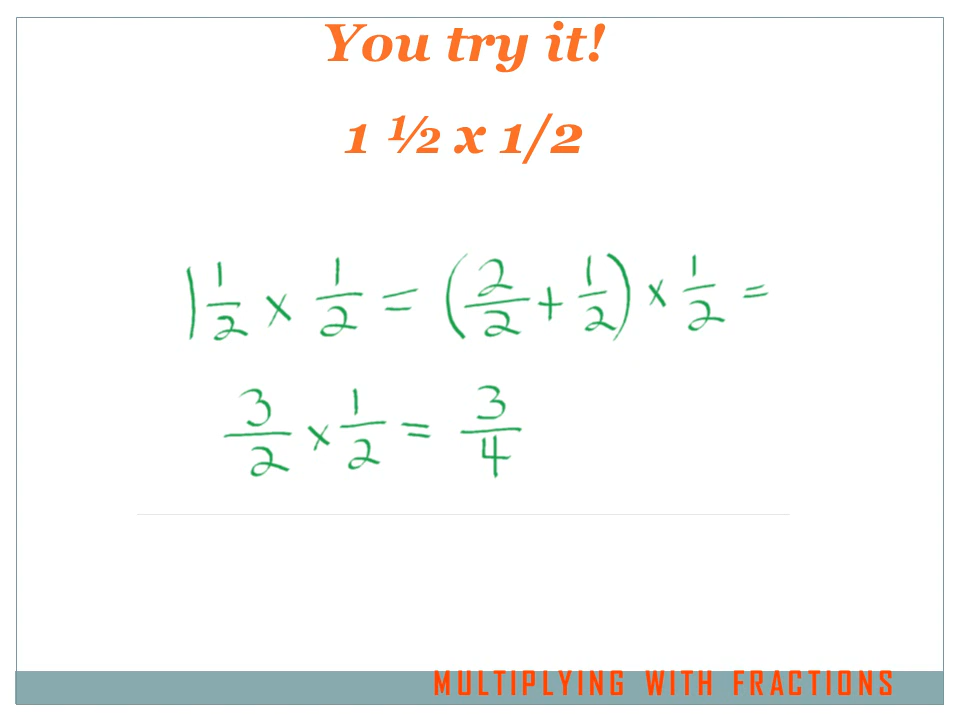 You try it!
1 ½ x 1/2
1 1/2 x 1/2 = (2/2 + 1/2) x 1/2 =
3/2 x 1/2 = 3/4
MULTIPLYING WITH FRACTIONS